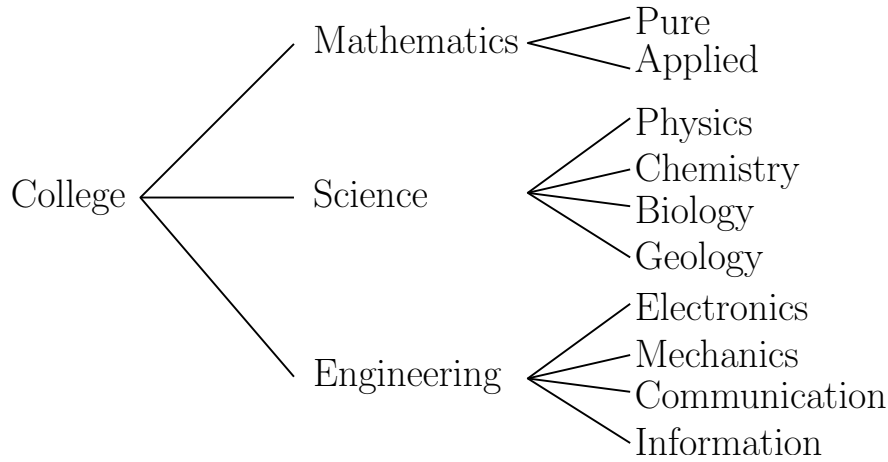 College
Mathematics
Pure
Applied
Science
Physics
Chemistry
Biology
Geology
Engineering
Electronics
Mechanics
Communication
Information